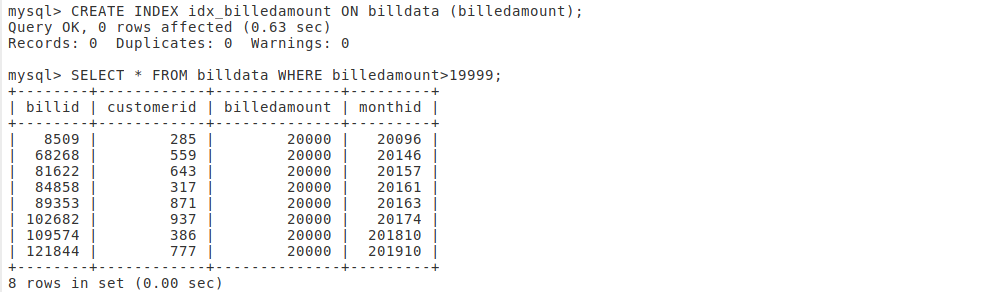 mysql> CREATE INDEX idx_billedamount ON billdata (billedamount);
Query OK, 0 rows affected (0.63 sec)
Records: 0  Duplicates: 0  Warnings: 0

mysql> SELECT * FROM billdata WHERE billedamount>19999;
+--------+------------+--------------+---------+
| billid | customerid | billedamount | monthid |
+--------+------------+--------------+---------+
|   8509 |        285 |        20000 |   20096 |
|  68268 |        559 |        20000 |   20146 |
|  81622 |        643 |        20000 |   20157 |
|  84858 |        317 |        20000 |   20161 |
|  89353 |        871 |        20000 |   20163 |
| 102682 |        937 |        20000 |   20174 |
| 109574 |        386 |        20000 |  201810 |
| 121844 |        777 |        20000 |  201910 |
+--------+------------+--------------+---------+
8 rows in set (0.00 sec)